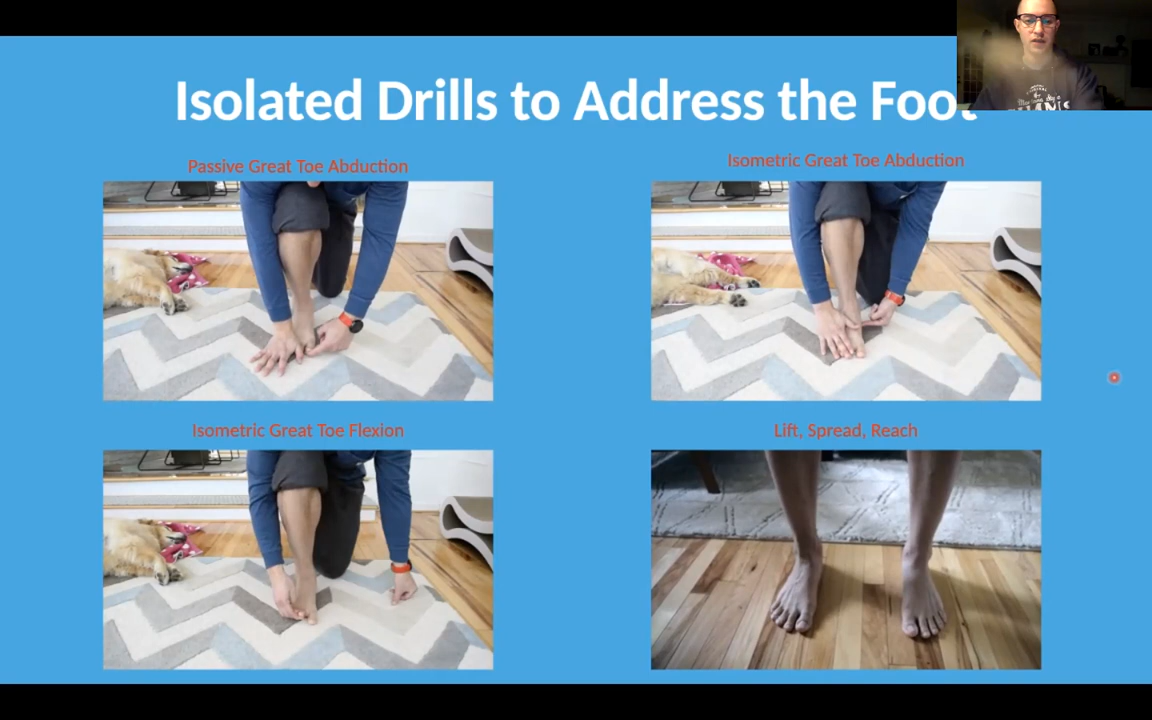 Isolated Drills to Address the Foot
Passive Great Toe Abduction
Isometric Great Toe Abduction
Isometric Great Toe Flexion
Lift, Spread, Reach